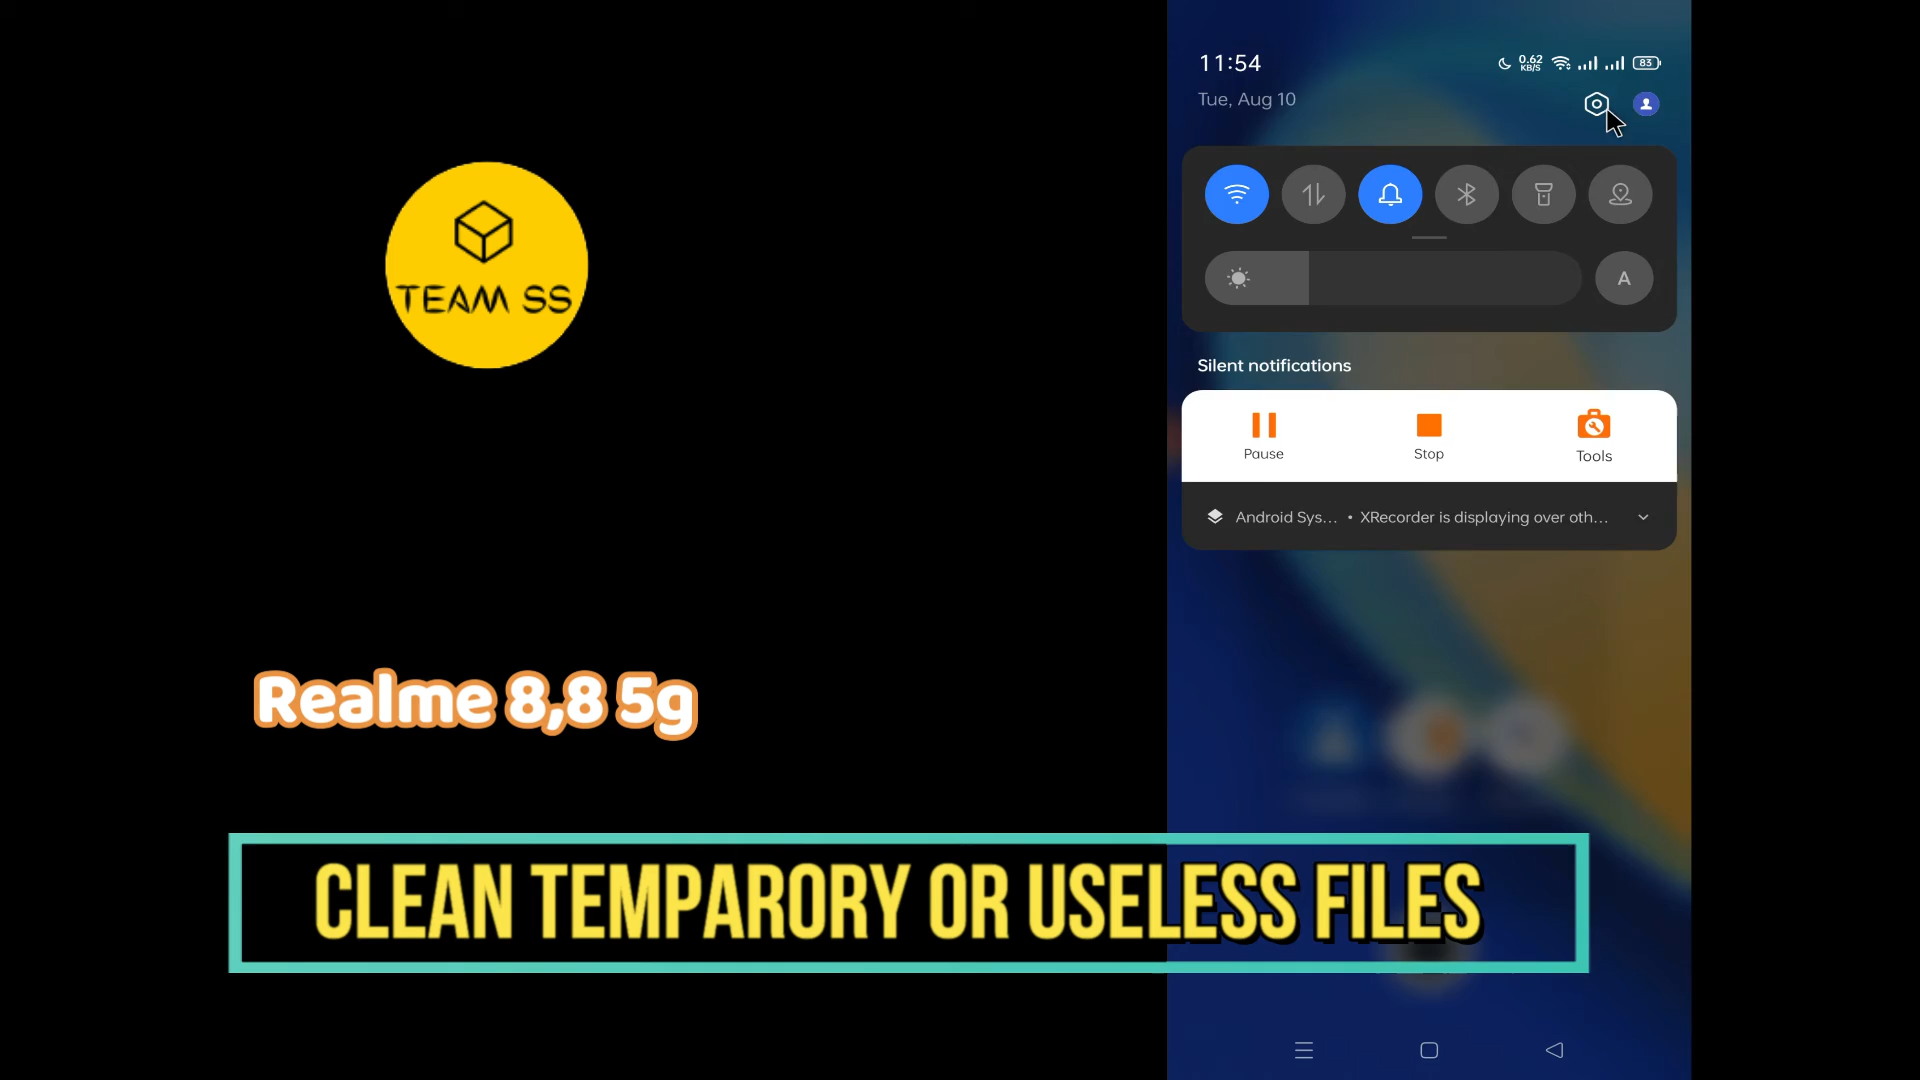 TEAM SS
Realme 8,8 5g
CLEAN TEMPARORY OR USELESS FILES
11:54
0.62
KB/S
83
Tue, Aug 10
A
Silent notifications
Pause
Stop
Tools
Android Sys... • XRecorder is displaying over oth...